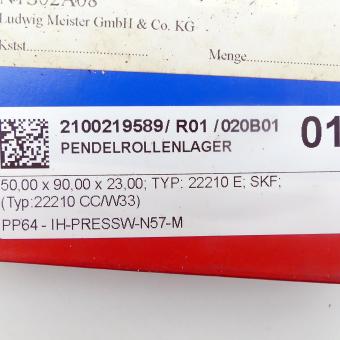 Ludwig Meister GmbH & Co. KG
Kstst.
Menge
2100219589/ R01 /020B01
01
PENDELROLLENLAGER
50,00 x 90,00 x 23,00; TYP: 22210 E; SKF;
(Typ:22210 CC/W33)
PP64 - IH-PRESSW-N57-M